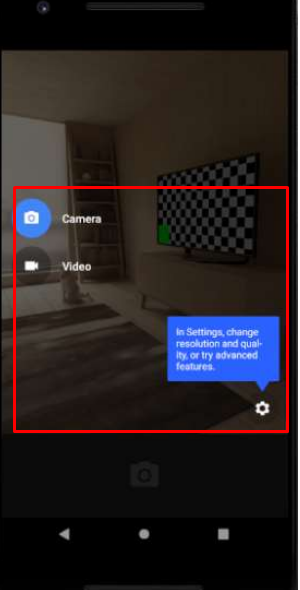 Camera
Video
In Settings, change
resolution and qual-
ity, or try advanced
features.